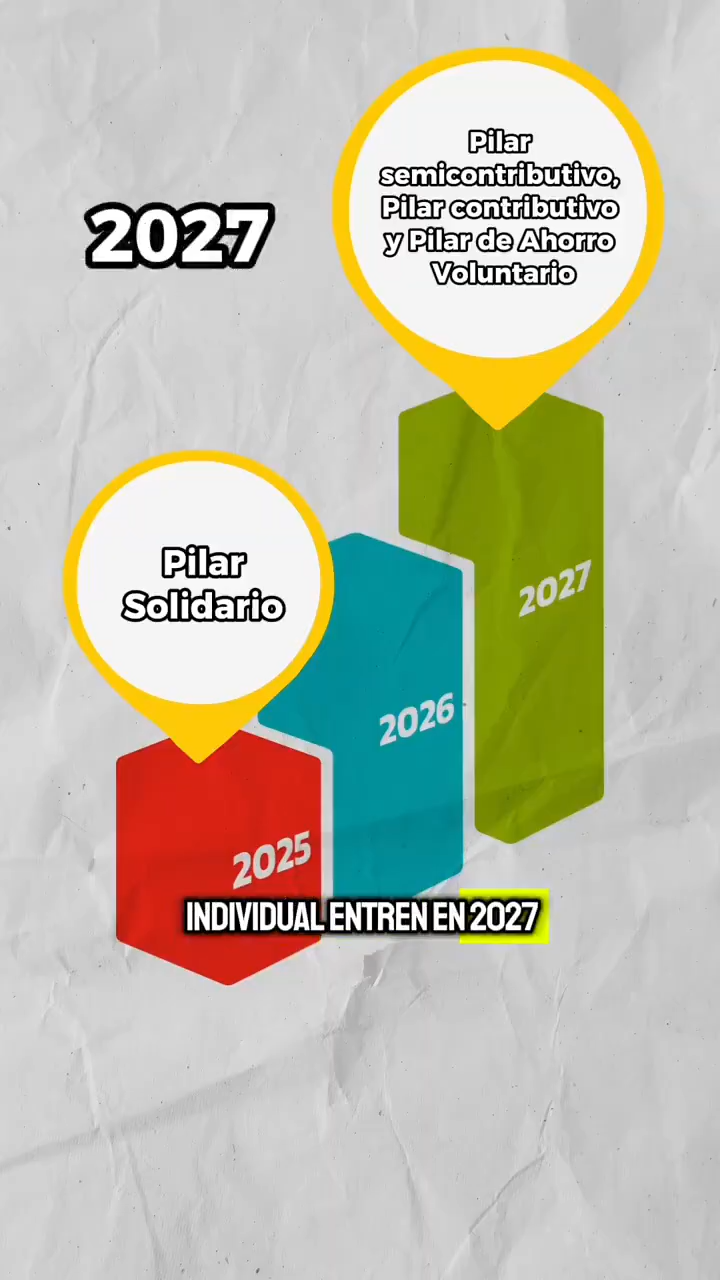 Pilar
semicontributivo,
Pilar contributivo
y Pilar de Ahorro
Voluntario
2027
Pilar
Solidario
2027
2026
2025
INDIVIDUAL ENTREN EN 2027